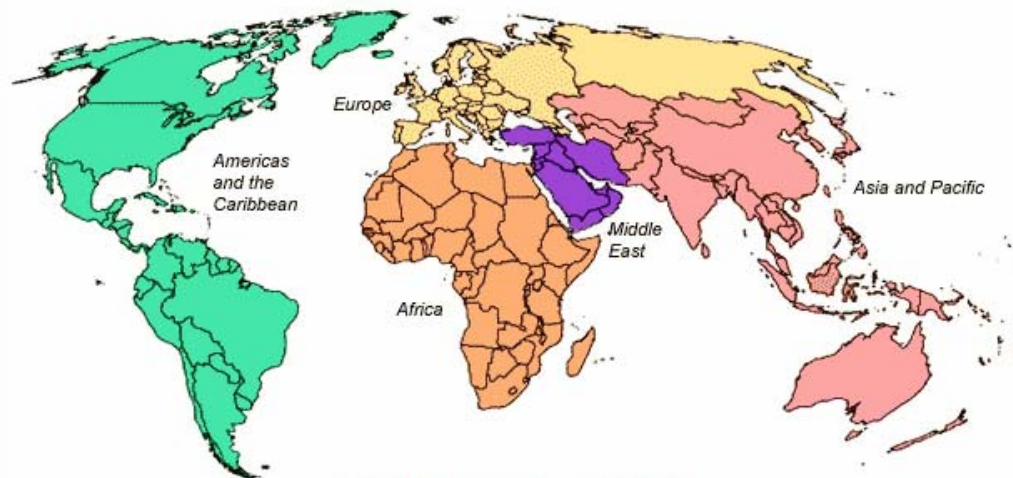 Europe
Americas
and the
Caribbean
Asia and Pacific
Middle
East
Africa